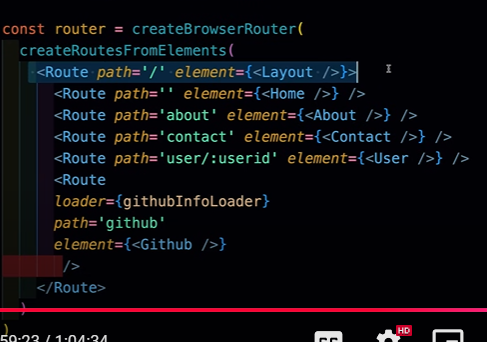 const router = createBrowserRouter(
createRoutesFromElements(
<Route path='/' element={<Layout />}>
<Route path='' element={<Home />} />
<Route path='about' element={<About />} />
<Route path='contact' element={<Contact />} />
<Route path='user/:userid' element={<User />} />
<Route
loader={githubInfoLoader}
path='github'
element={<Github />}
/>
</Route>
)
)
59:23 / 1:04:34
CC
HD